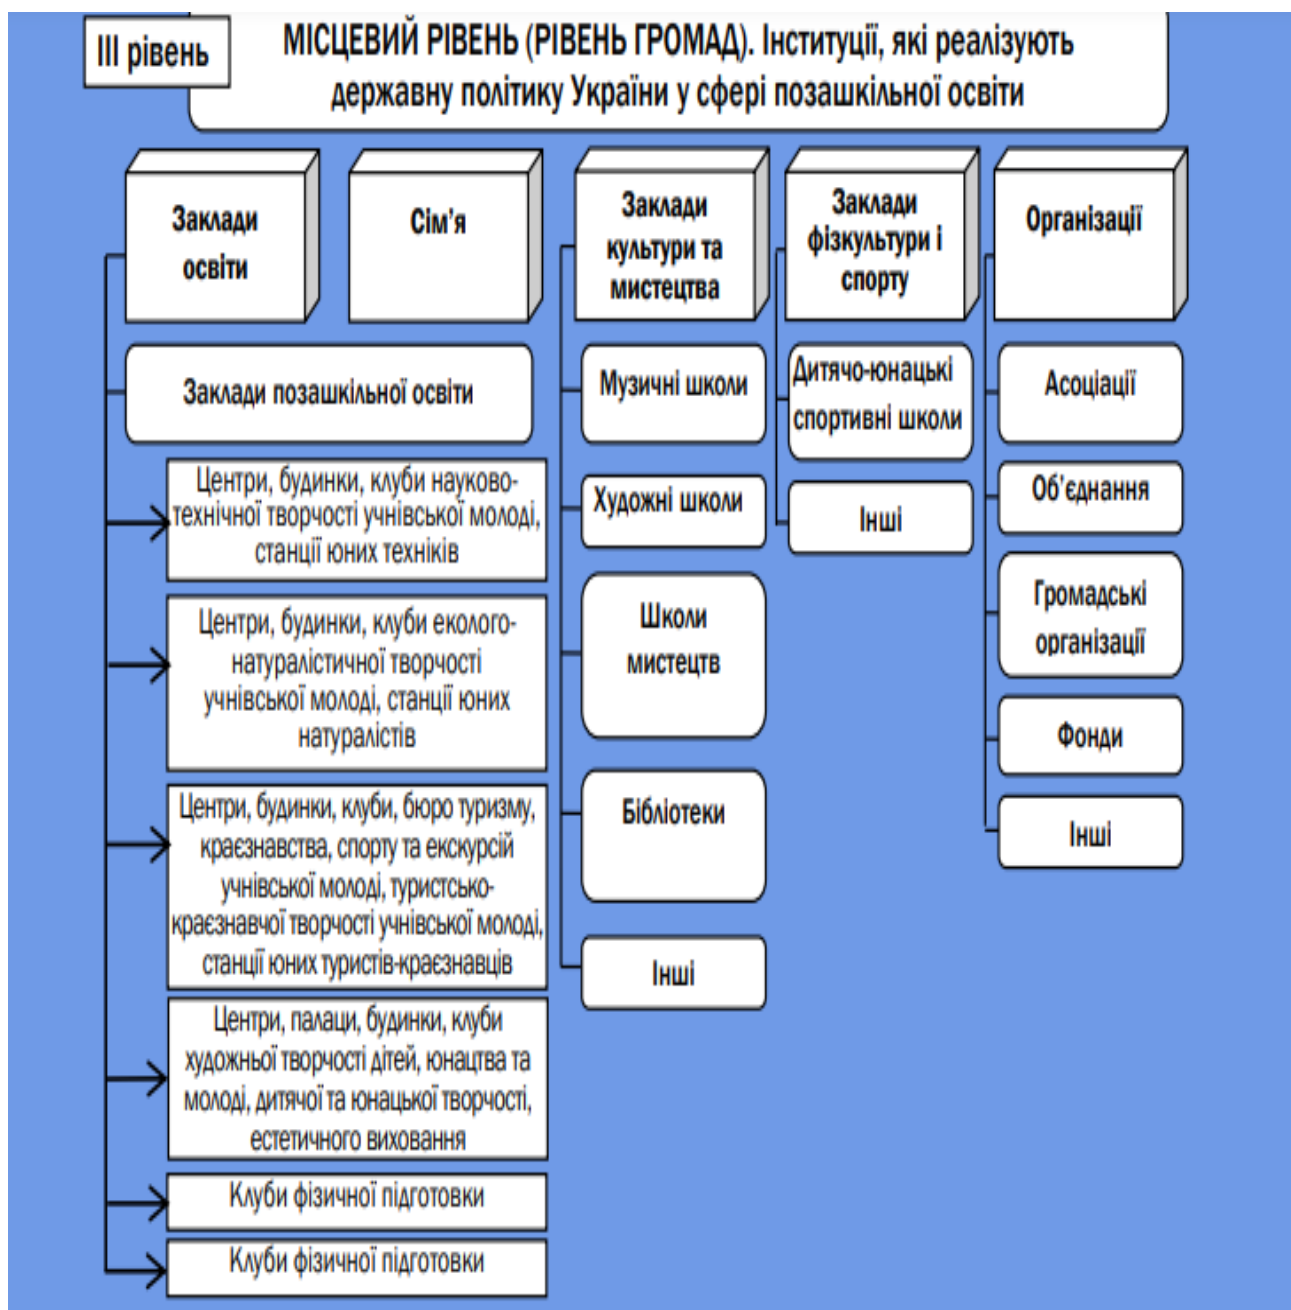 ІІІ рівень
МІСЦЕВИЙ РІВЕНЬ (РІВЕНЬ ГРОМАД). Інституції, які реалізують
державну політику України у сфері позашкільної освіти
Заклади
освіти
Сім’я
Заклади
культури та
мистецтва
Заклади
фізкультури і
спорту
Організації
Заклади позашкільної освіти
Центри, будинки, клуби науково-
технічної творчості учнівської молоді,
станції юних техніків
Центри, будинки, клуби еколого-
натуралістичної творчості
учнівської молоді, станції юних
натуралістів
Центри, будинки, клуби, бюро туризму,
краєзнавства, спорту та екскурсій
учнівської молоді, туристсько-
краєзнавчої творчості учнівської молоді,
станції юних туристів-краєзнавців
Центри, палаци, будинки, клуби
художньої творчості дітей, юнацтва та
молоді, дитячої та юнацької творчості,
естетичного виховання
Клуби фізичної підготовки
Клуби фізичної підготовки
Музичні школи
Художні школи
Школи
мистецтв
Бібліотеки
Інші
Дитячо-юнацькі
спортивні школи
Інші
Асоціації
Об’єднання
Громадські
організації
Фонди
Інші